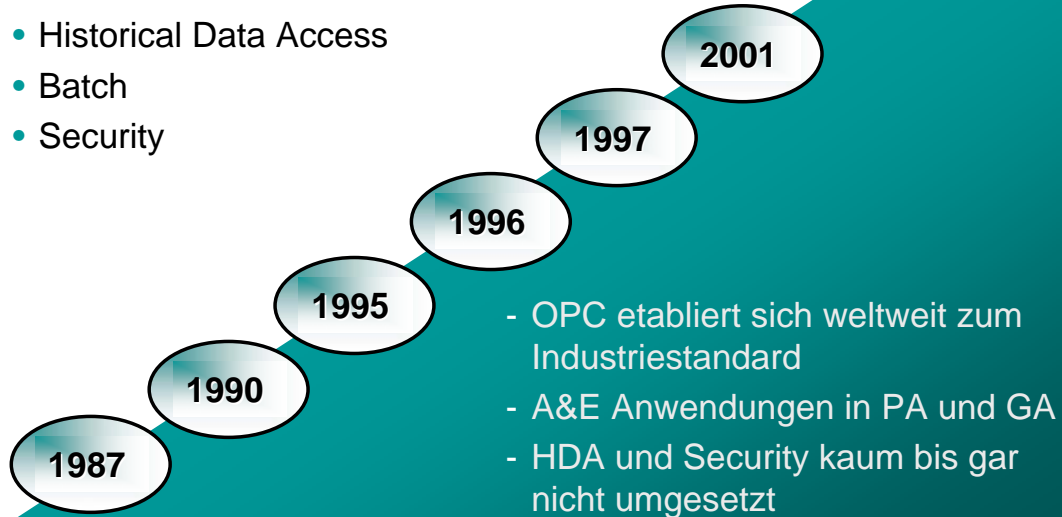 • Historical Data Access
• Batch
• Security
2001
1997
1996
1995
1990
1987
- OPC etabliert sich weltweit zum
Industriestandard
- A&E Anwendungen in PA und GA
- HDA und Security kaum bis gar
nicht umgesetzt